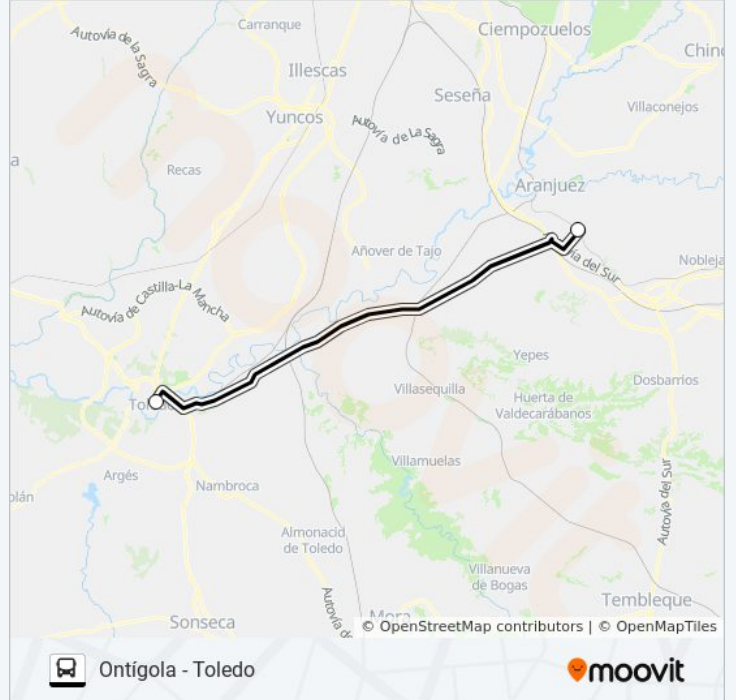 Autovía de la Sagra
Carranque
Ciempozuelos
Illescas
Seseña
Yuncos
Autovía de La Sagra
Villaconejos
Recas
Aranjuez
Añover de Tajo
Autovía de Castilla-La Mancha
Yepes
Dosbarrios
Villasequilla
Huerta de
Valdecarábanos
Argés
Villamuelas
Nambroca
Autovía del Sur
Almonacid
de Toledo
Villanueva
de Bogas
Tembleque
Sonseca
© OpenStreetMap contributors | © OpenMapTiles
Ontígola - Toledo
moovit